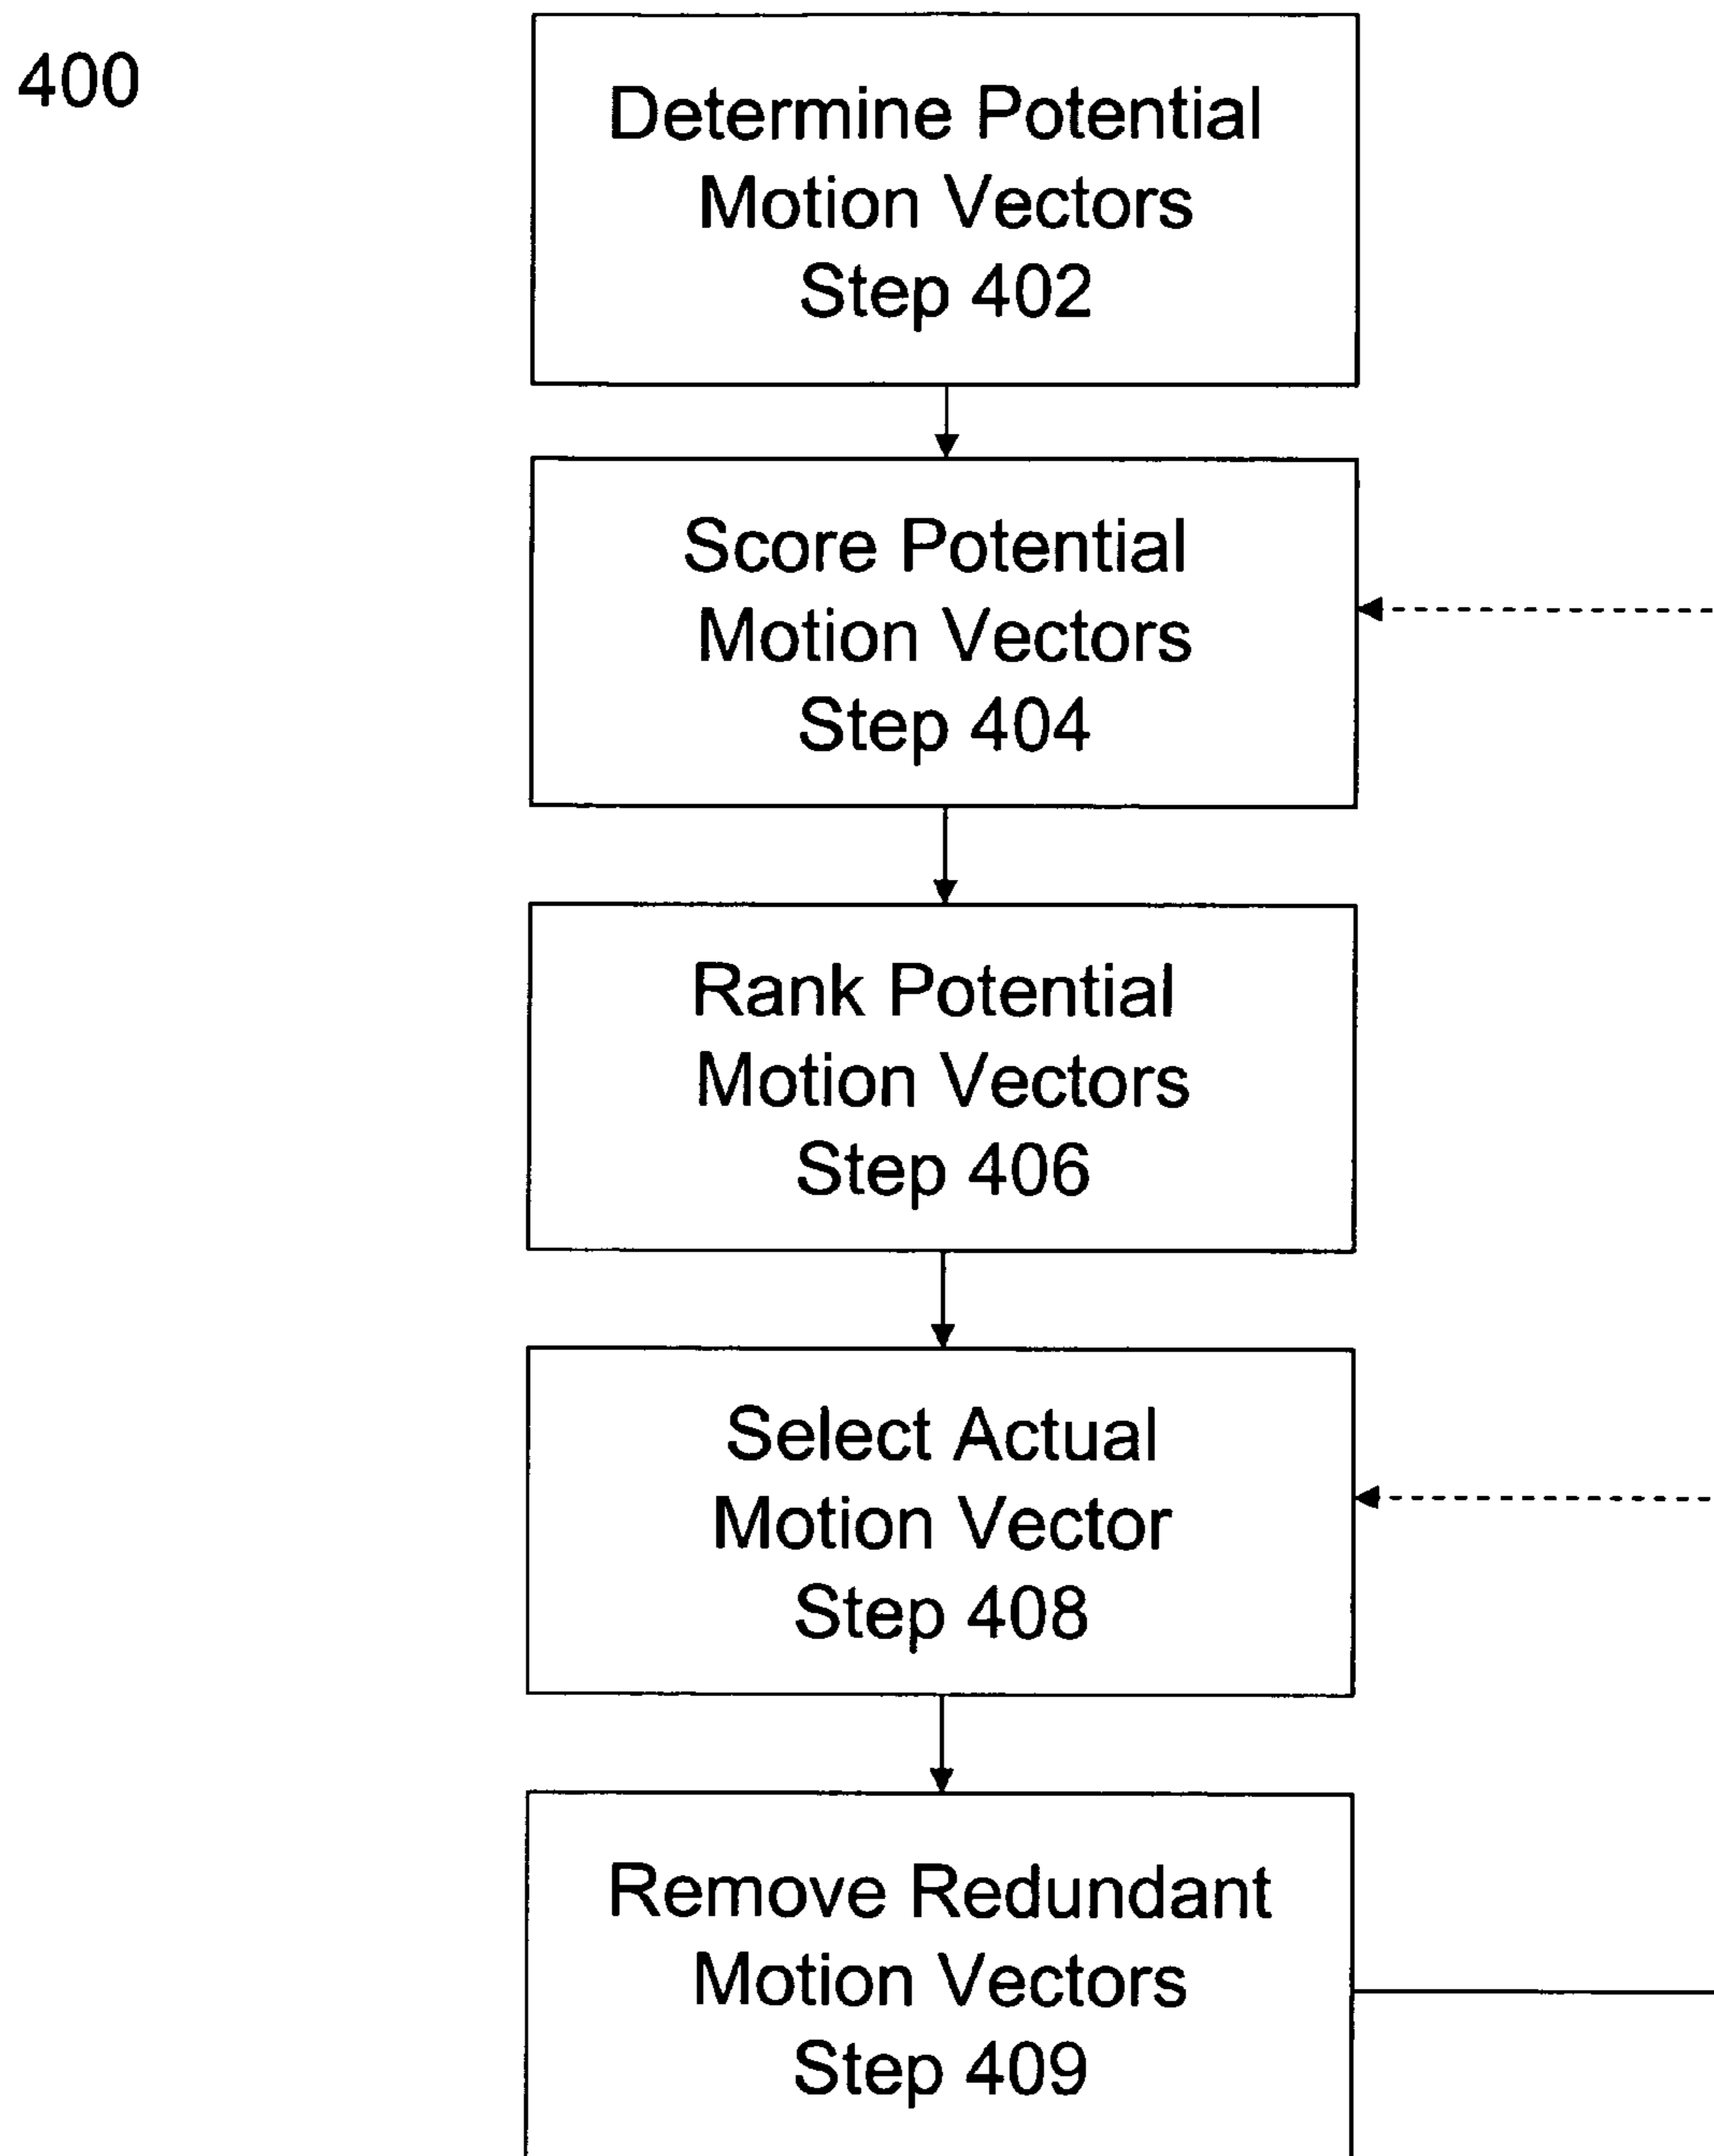 400
Determine Potential
Motion Vectors
Step 402
Score Potential
Motion Vectors
Step 404
Rank Potential
Motion Vectors
Step 406
Select Actual
Motion Vector
Step 408
Remove Redundant
Motion Vectors
Step 409